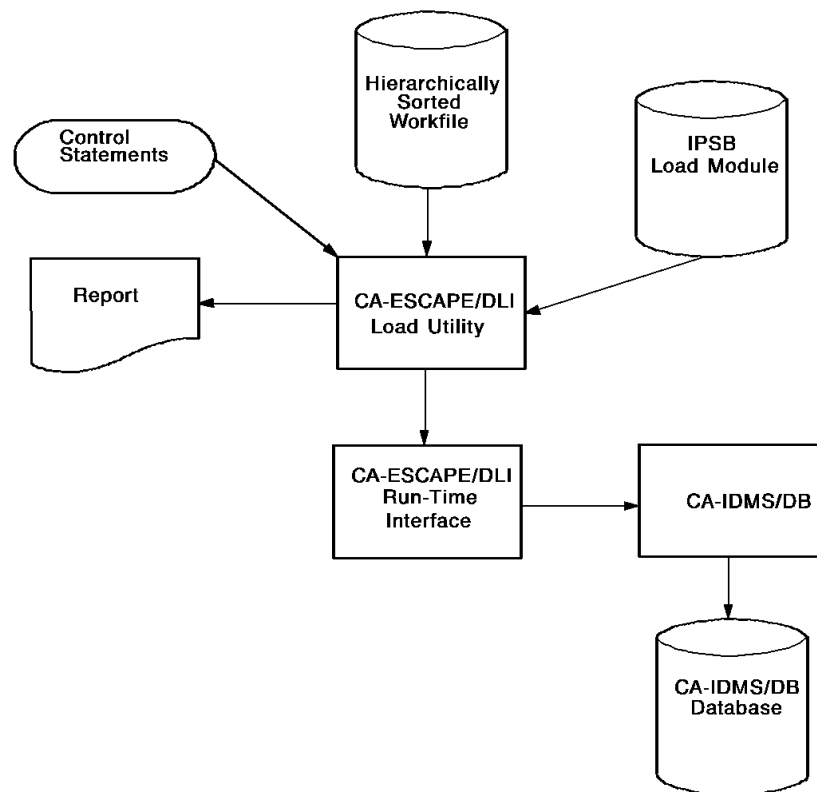 Hierarchically
Sorted
Workfile
Control
Statements
IPSB
Load Module
Report
CA-ESCAPE/DLI
Load Utility
CA-ESCAPE/DLI
Run-Time
Interface
CA-IDMS/DB
CA-IDMS/DB
Database